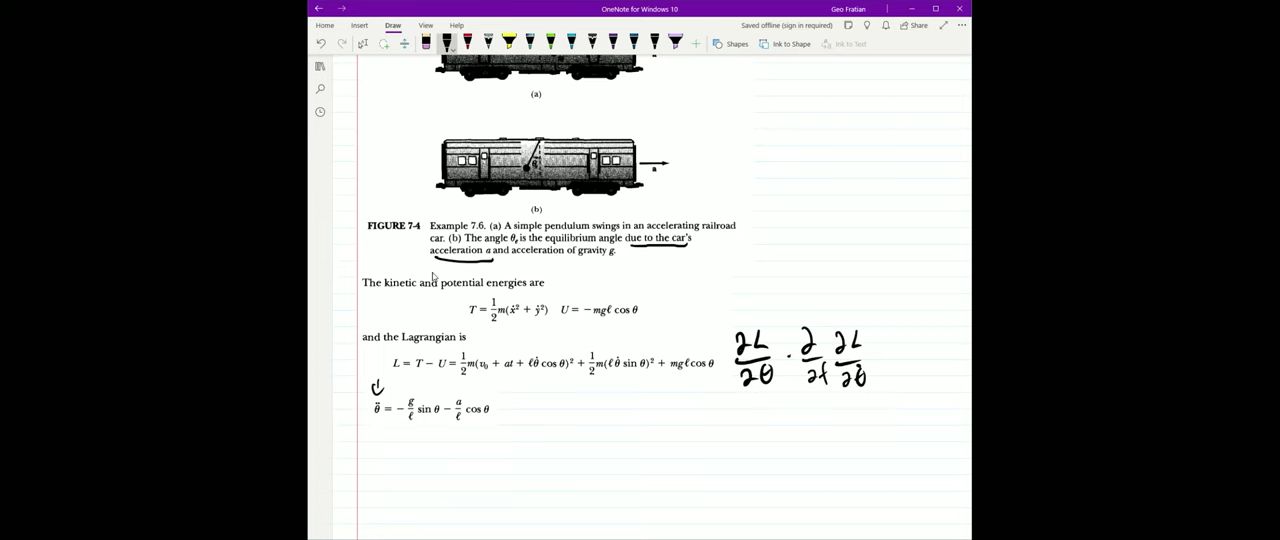 OneNote for Windows 10
Geo Fratian
Home Insert Draw View Help
Saved offline (sign in required)
Share
Shapes
Ink to Shape
Ink to Text
(a)
θ
a
(b)
FIGURE 7-4 Example 7.6. (a) A simple pendulum swings in an accelerating railroad
car. (b) The angle θₑ is the equilibrium angle due to the car's
acceleration a and acceleration of gravity g.
The kinetic and potential energies are
T = 1/2 m(ẋ² + ẏ²) U = −mgℓ cos θ
and the Lagrangian is
L = T − U = 1/2 m(v₀ + at + ℓθ̇ cos θ)² + 1/2 m(ℓθ̇ sin θ)² + mgℓ cos θ
∂L/∂θ · ∂/∂t ∂L/∂θ̇
θ̈ = − g/ℓ sin θ − a/ℓ cos θ